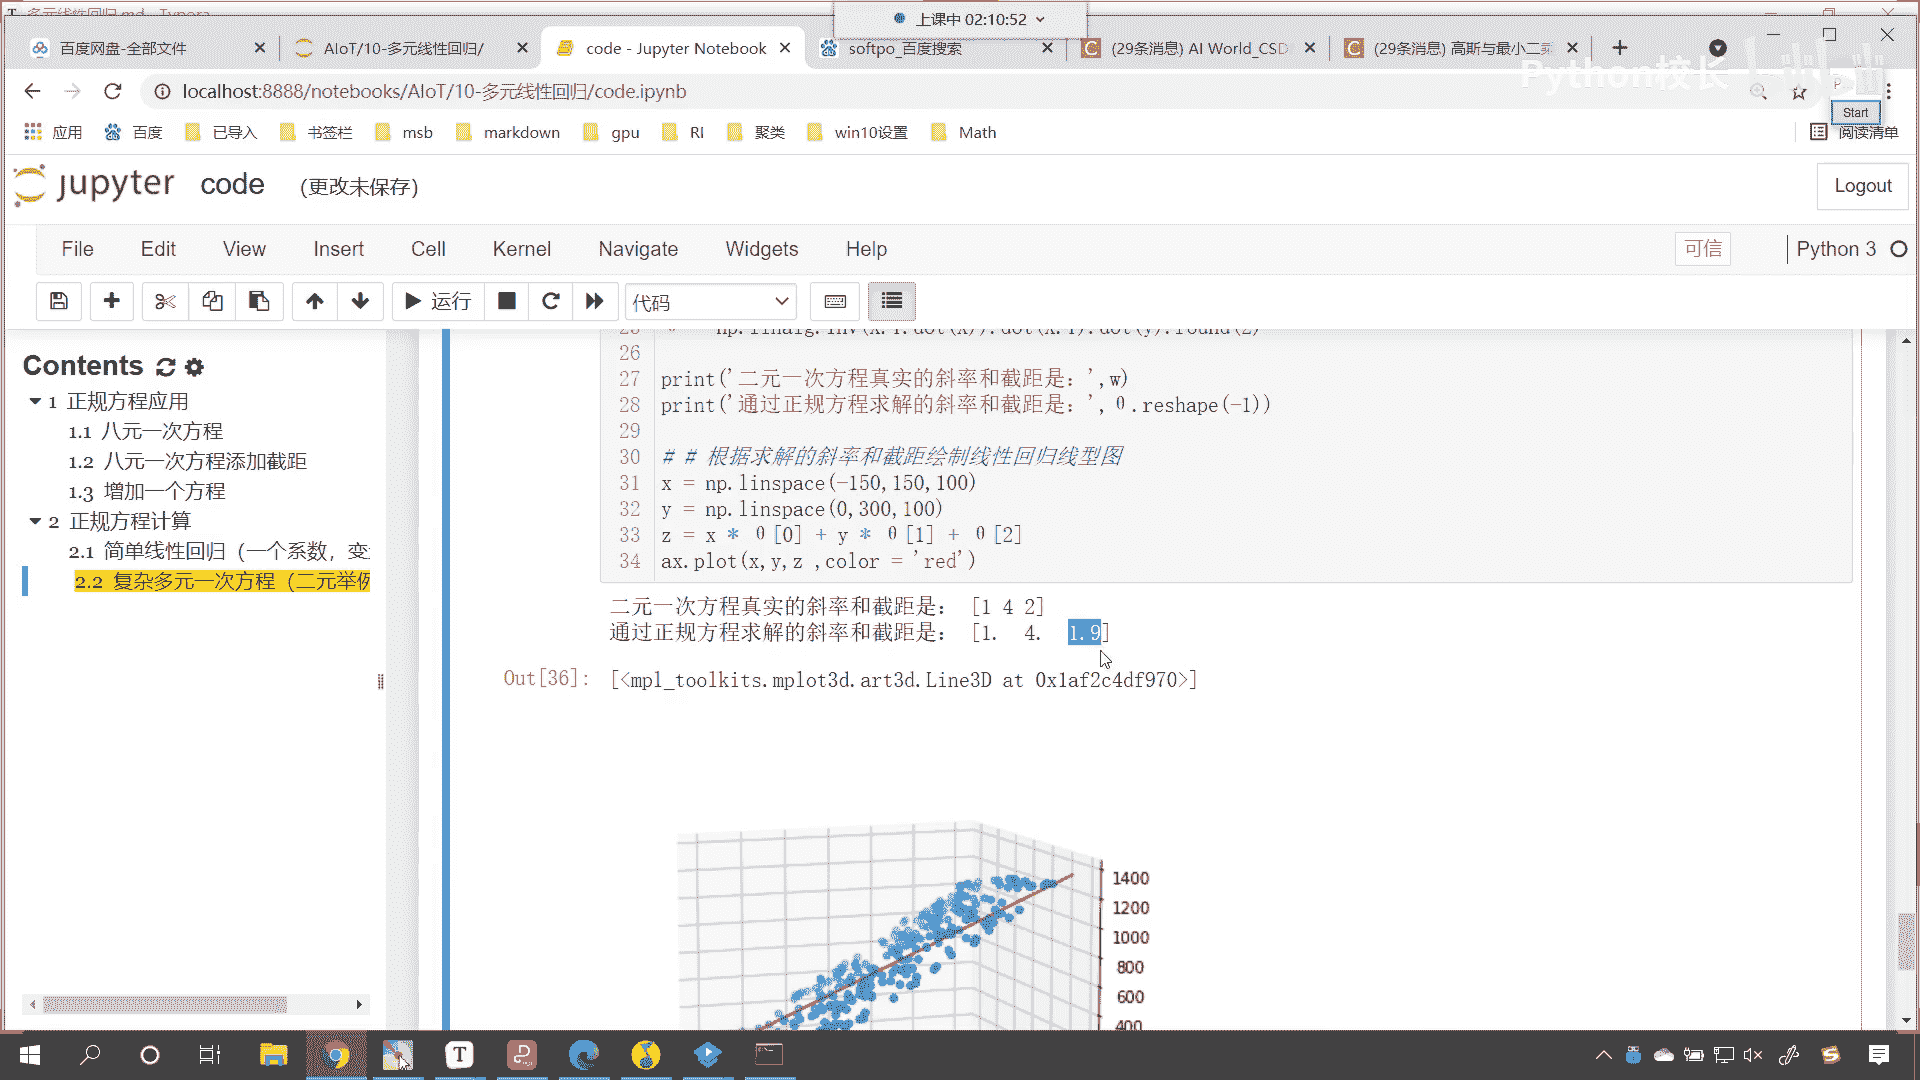 上课中 02:10:52
百度网盘-全部文件
AIoT/10-多元线性回归/
code - Jupyter Notebook
softpo_百度搜索
(29条消息) AI World_CSD
(29条消息) 高斯与最小二乘
Python校长
localhost:8888/notebooks/AIoT/10-多元线性回归/code.ipynb
Start
应用
百度
已导入
书签栏
msb
markdown
gpu
RI
聚类
win10设置
Math
阅读清单
jupyter code (更改未保存)
Logout
File Edit View Insert Cell Kernel Navigate Widgets Help
可信
Python 3
运行
代码
Contents
1 正规方程应用
1.1 八元一次方程
1.2 八元一次方程添加截距
1.3 增加一个方程
2 正规方程计算
2.1 简单线性回归（一个系数，变
2.2 复杂多元一次方程（二元举例
26
27 print('二元一次方程真实的斜率和截距是：',w)
28 print('通过正规方程求解的斜率和截距是：',θ.reshape(-1))
29
30 # # 根据求解的斜率和截距绘制线性回归线型图
31 x = np.linspace(-150,150,100)
32 y = np.linspace(0,300,100)
33 z = x * θ[0] + y * θ[1] + θ[2]
34 ax.plot(x,y,z ,color = 'red')
二元一次方程真实的斜率和截距是： [1 4 2]
通过正规方程求解的斜率和截距是： [1. 4. 1.9]
Out[36]: [<mpl_toolkits.mplot3d.art3d.Line3D at 0x1af2c4df970>]
1400
1200
1000
800
600
400